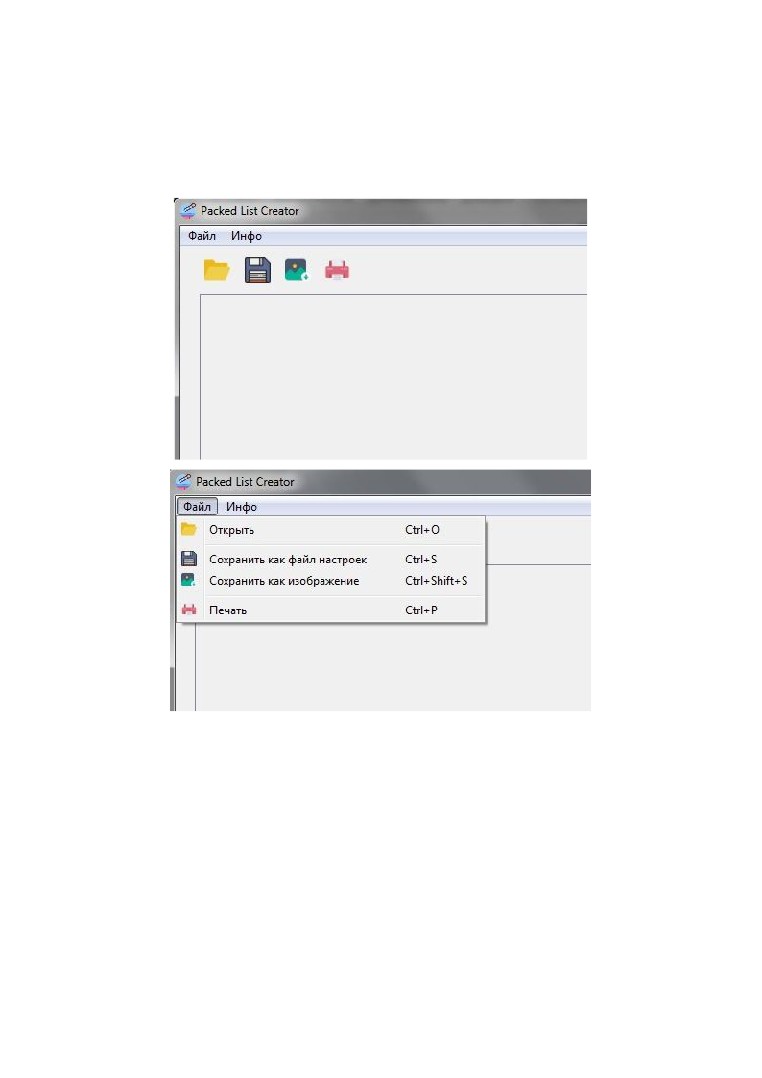 Packed List Creator
Файл Инфо
Packed List Creator
Файл Инфо
Открыть Ctrl+O
Сохранить как файл настроек Ctrl+S
Сохранить как изображение Ctrl+Shift+S
Печать Ctrl+P